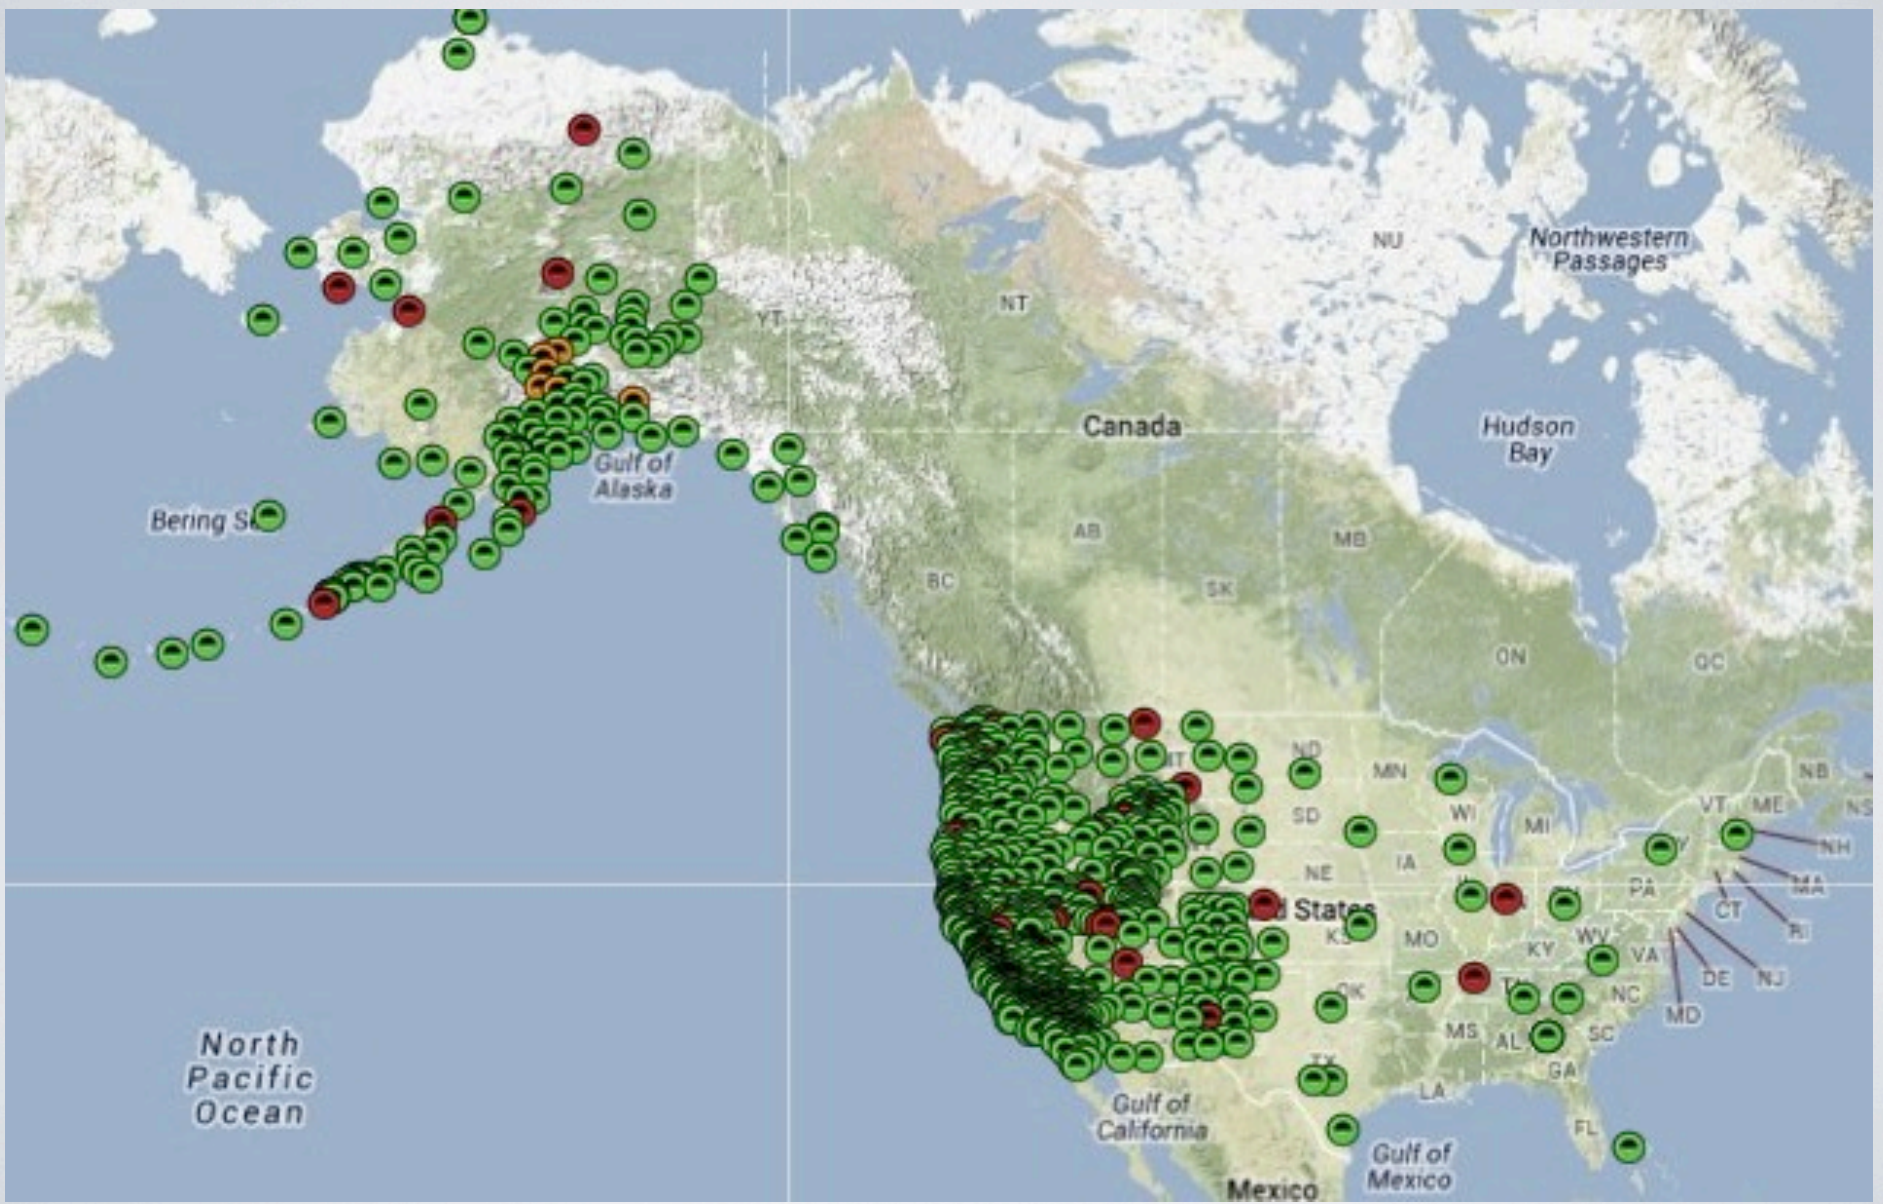 NU
Northwestern
Passages
NT
YT
Canada
Hudson
Bay
Gulf of
Alaska
Bering Se
AB
MB
BC
SK
ON
QC
ND
MT
MN
NB
VT
ME
NS
SD
WI
MI
NH
IA
NE
PA
MA
CT
RI
d States
KS
MO
KY
WV
VA
DE
NJ
OK
TN
NC
MD
MS
AL
SC
GA
TX
LA
North
Pacific
Ocean
Gulf of
California
FL
Gulf of
Mexico
Mexico